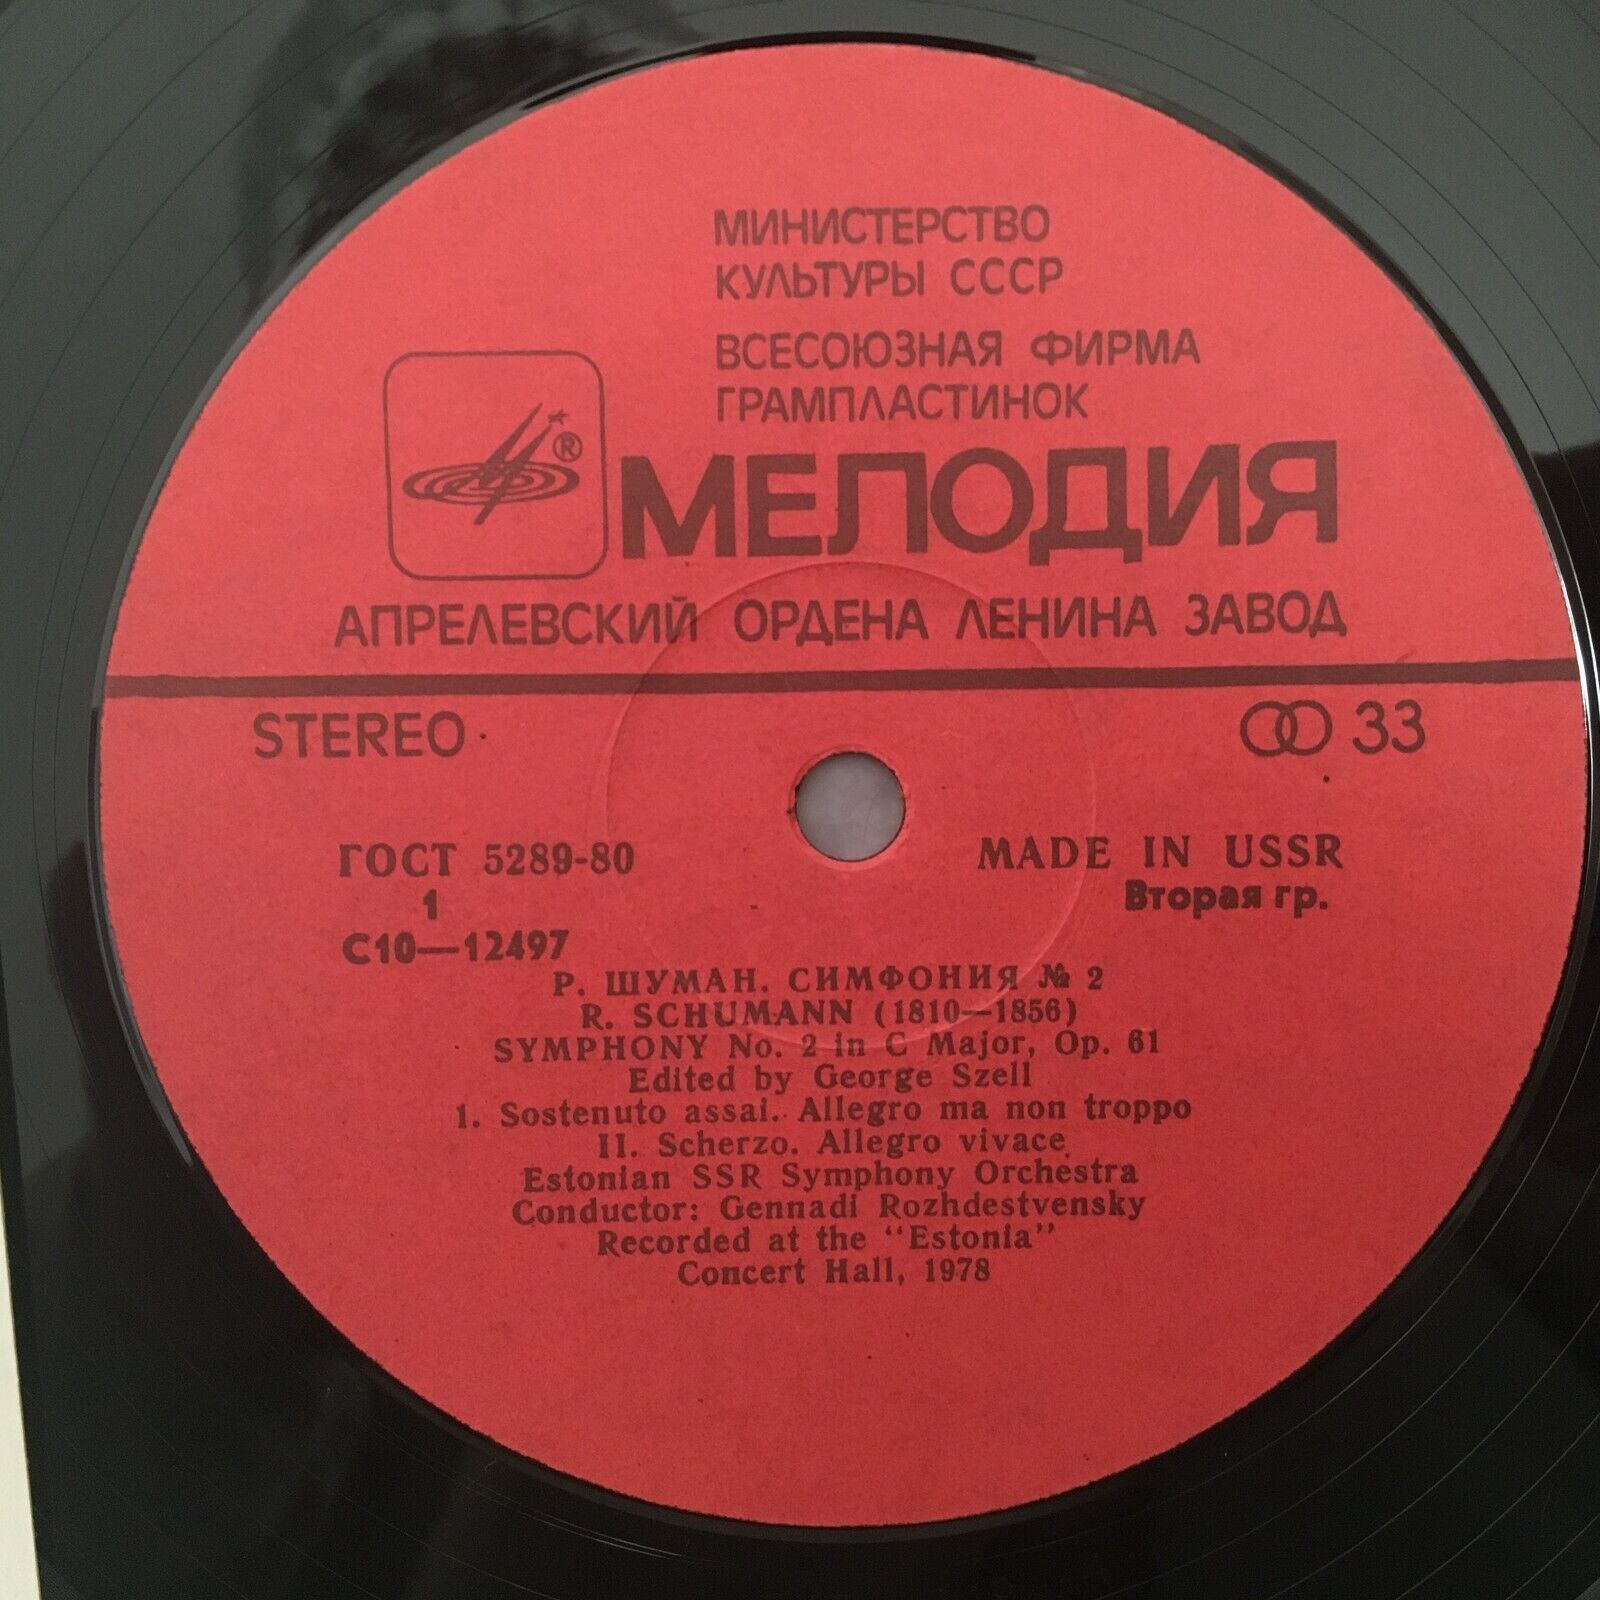 МИНИСТЕРСТВО
КУЛЬТУРЫ СССР
ВСЕСОЮЗНАЯ ФИРМА
ГРАМПЛАСТИНОК
®
МЕЛОДИЯ
АПРЕЛЕВСКИЙ ОРДЕНА ЛЕНИНА ЗАВОД
STEREO
33
ГОСТ 5289-80
MADE IN USSR
1
Вторая гр.
С10—12497
Р. ШУМАН. СИМФОНИЯ № 2
R. SCHUMANN (1810—1856)
SYMPHONY No. 2 in C Major, Op. 61
Edited by George Szell
1. Sostenuto assai. Allegro ma non troppo
II. Scherzo. Allegro vivace
Estonian SSR Symphony Orchestra
Conductor: Gennadi Rozhdestvensky
Recorded at the "Estonia"
Concert Hall, 1978